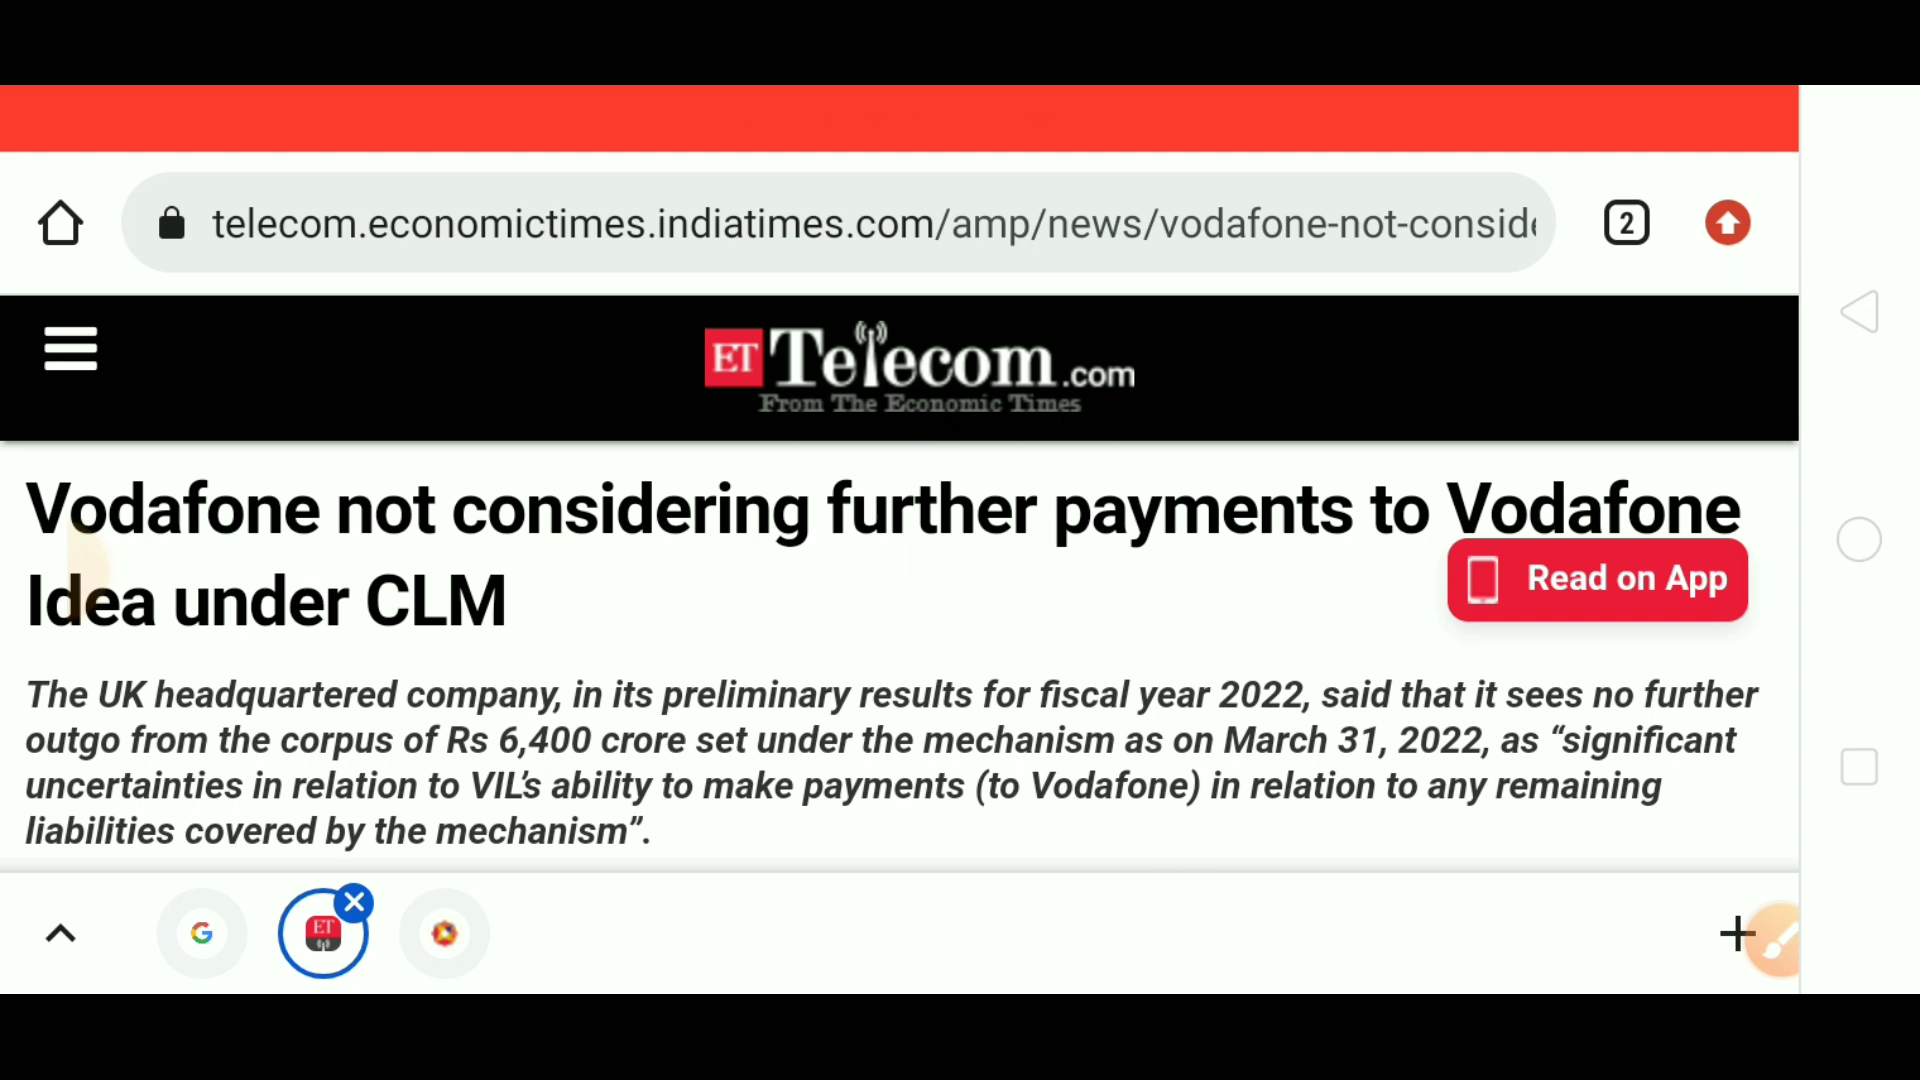 telecom.economictimes.indiatimes.com/amp/news/vodafone-not-conside
2
ET Telecom.com
From The Economic Times
Vodafone not considering further payments to Vodafone
Idea under CLM
Read on App
The UK headquartered company, in its preliminary results for fiscal year 2022, said that it sees no further
outgo from the corpus of Rs 6,400 crore set under the mechanism as on March 31, 2022, as “significant
uncertainties in relation to VIL’s ability to make payments (to Vodafone) in relation to any remaining
liabilities covered by the mechanism”.
G
ET